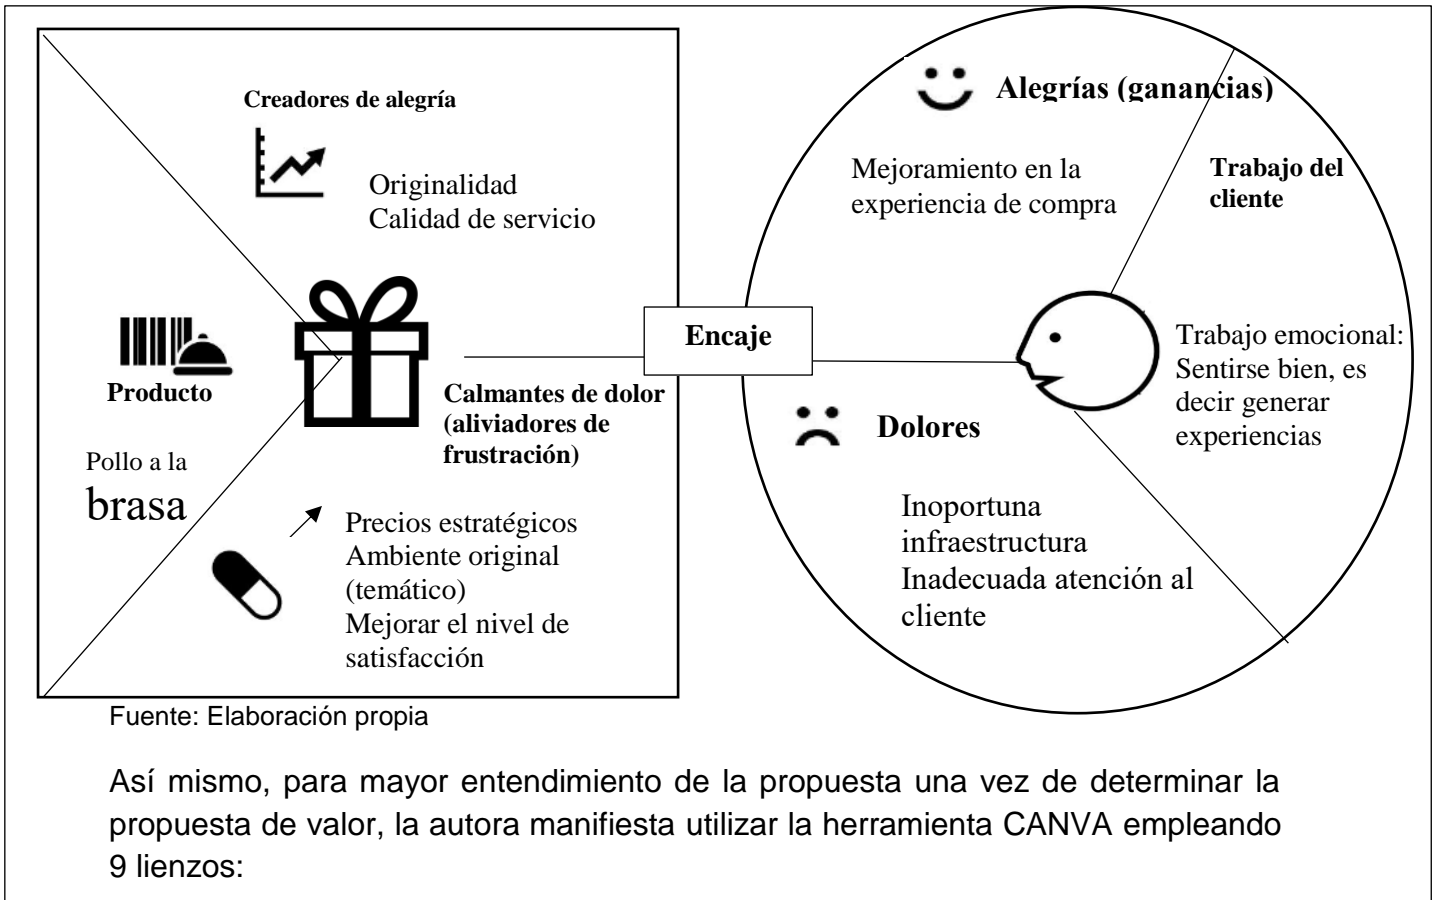 Creadores de alegría
Originalidad
Calidad de servicio
Producto
Pollo a la
brasa
Calmantes de dolor
(aliviadores de
frustración)
Precios estratégicos
Ambiente original
(temático)
Mejorar el nivel de
satisfacción
Encaje
Alegrías (ganancias)
Mejoramiento en la
experiencia de compra
Trabajo del
cliente
Trabajo emocional:
Sentirse bien, es
decir generar
experiencias
Dolores
Inoportuna
infraestructura
Inadecuada atención al
cliente
Fuente: Elaboración propia
Así mismo, para mayor entendimiento de la propuesta una vez de determinar la
propuesta de valor, la autora manifiesta utilizar la herramienta CANVA empleando
9 lienzos: